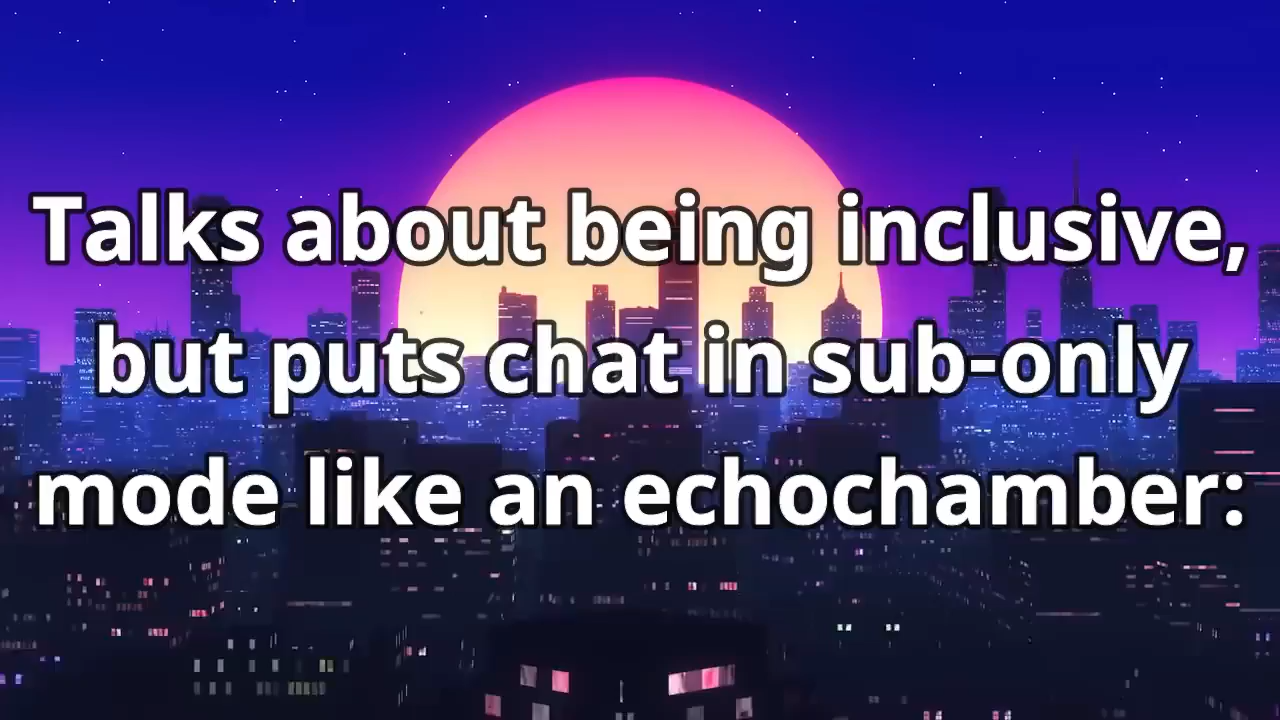 Talks about being inclusive,
but puts chat in sub-only
mode like an echochamber: